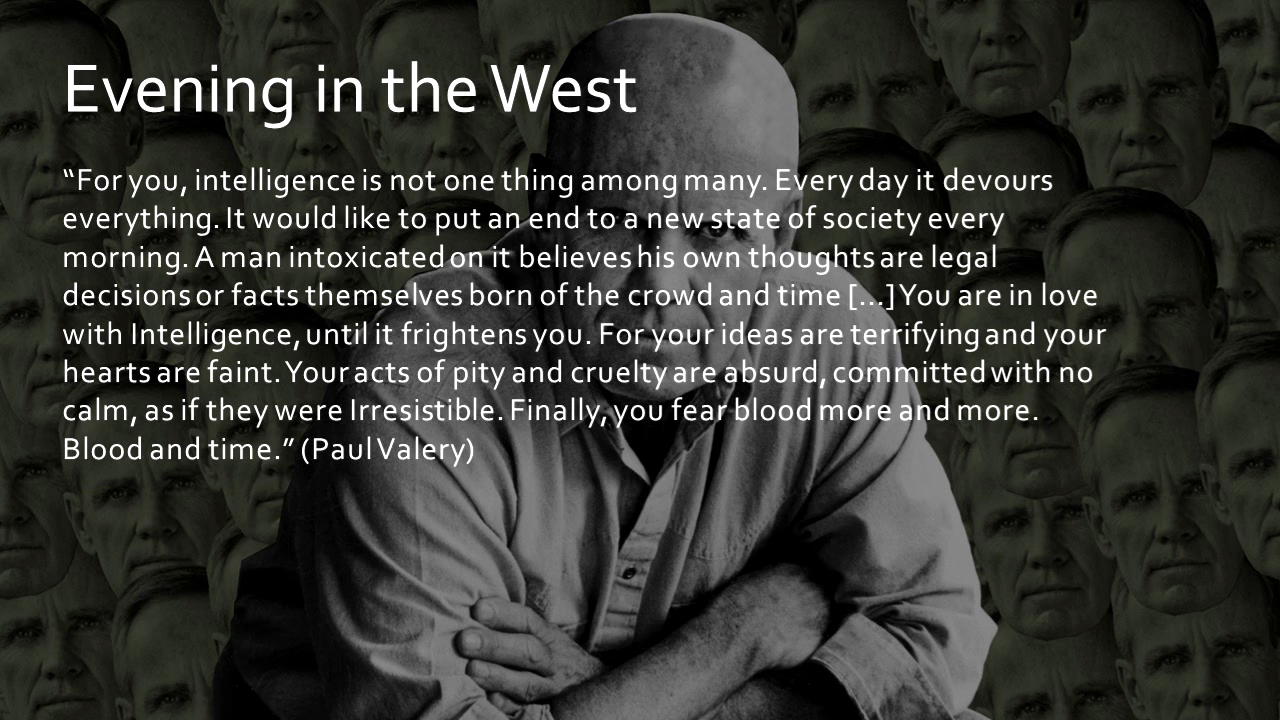 Evening in the West
“For you, intelligence is not one thing among many. Every day it devours
everything. It would like to put an end to a new state of society every
morning. A man intoxicated on it believes his own thoughts are legal
decisions or facts themselves born of the crowd and time [...] You are in love
with Intelligence, until it frightens you. For your ideas are terrifying and your
hearts are faint. Your acts of pity and cruelty are absurd, committed with no
calm, as if they were Irresistible. Finally, you fear blood more and more.
Blood and time.” (Paul Valery)